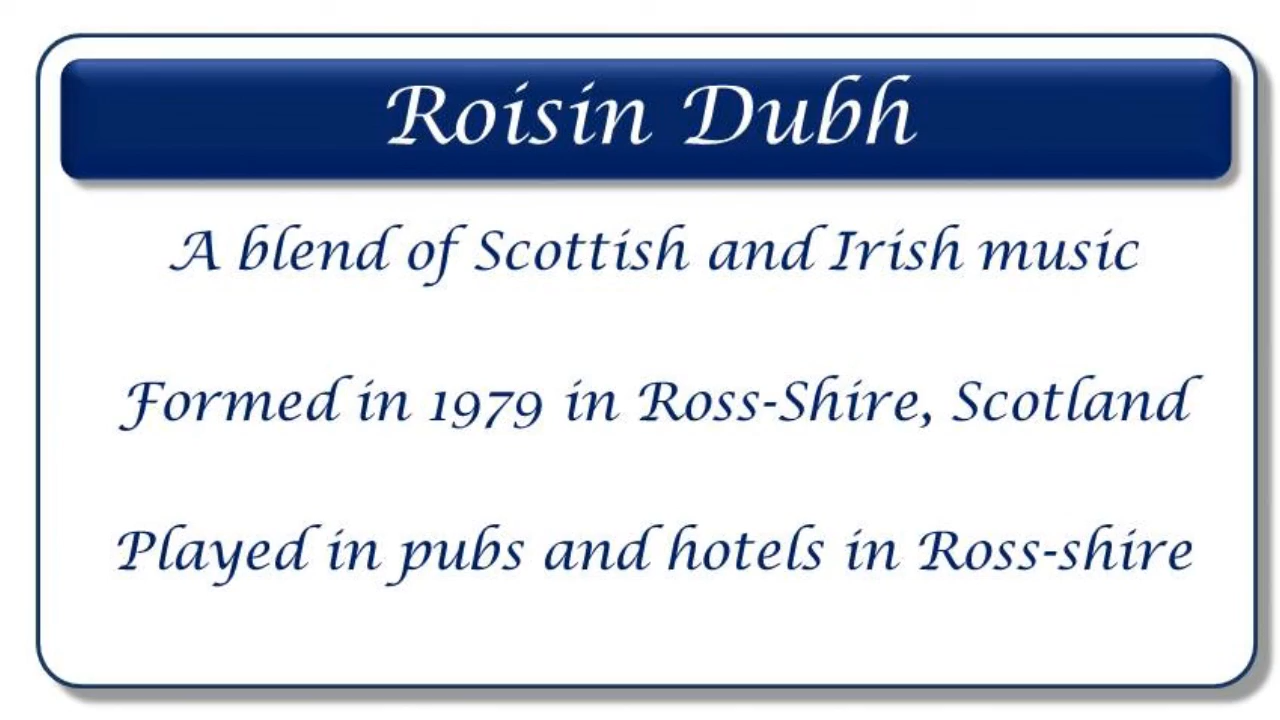 Roisin Dubh
A blend of Scottish and Irish music
Formed in 1979 in Ross-Shire, Scotland
Played in pubs and hotels in Ross-shire